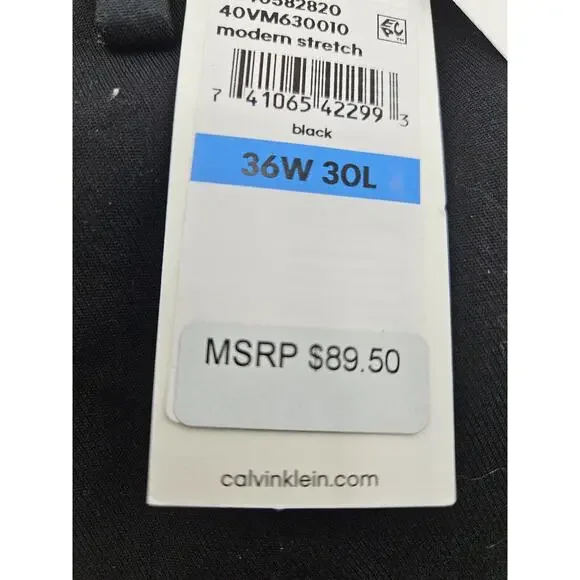 40VM630010
modern stretch
7 41065 42299 3
black
36W 30L
MSRP $89.50
calvinklein.com